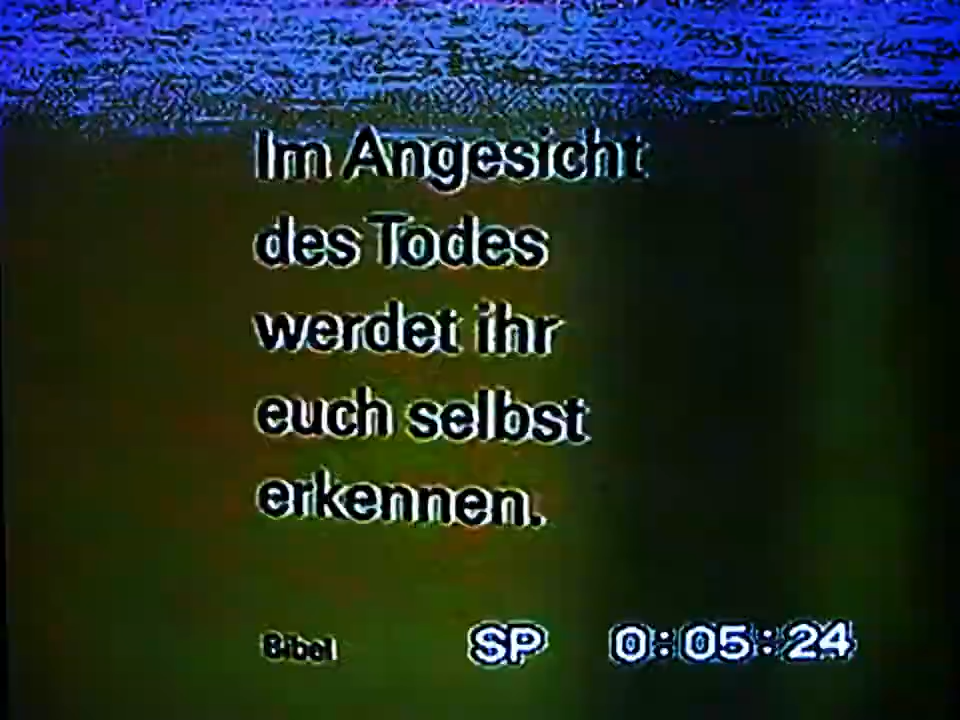 Im Angesicht
des Todes
werdet ihr
euch selbst
erkennen.
Bibel
SP 0:05:24